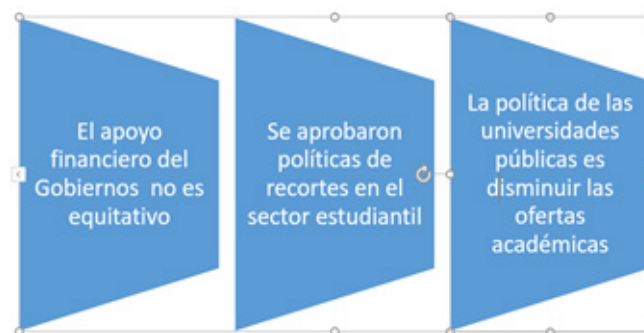 El apoyo
financiero del
Gobiernos no es
equitativo
Se aprobaron
políticas de
recortes en el
sector estudiantil
La política de las
universidades
públicas es
disminuir las
ofertas
académicas